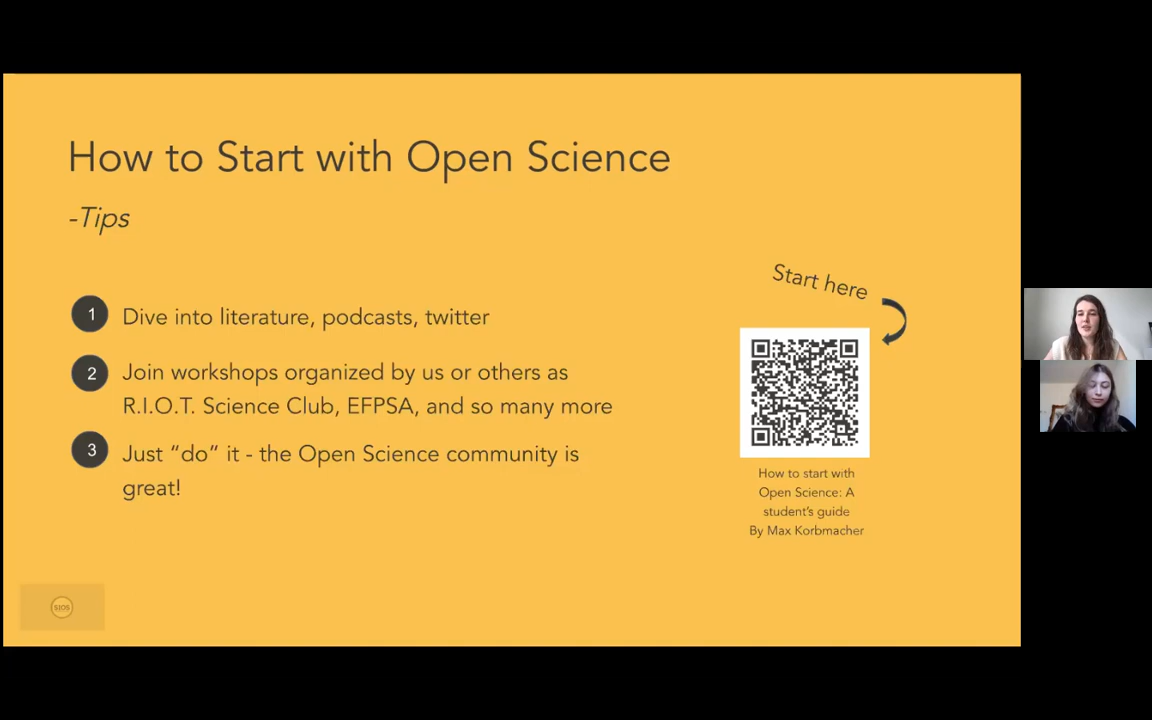 How to Start with Open Science
-Tips
1 Dive into literature, podcasts, twitter
2 Join workshops organized by us or others as
R.I.O.T. Science Club, EFPSA, and so many more
3 Just “do” it - the Open Science community is
great!
Start here
How to start with
Open Science: A
student’s guide
By Max Korbmacher
SIOS